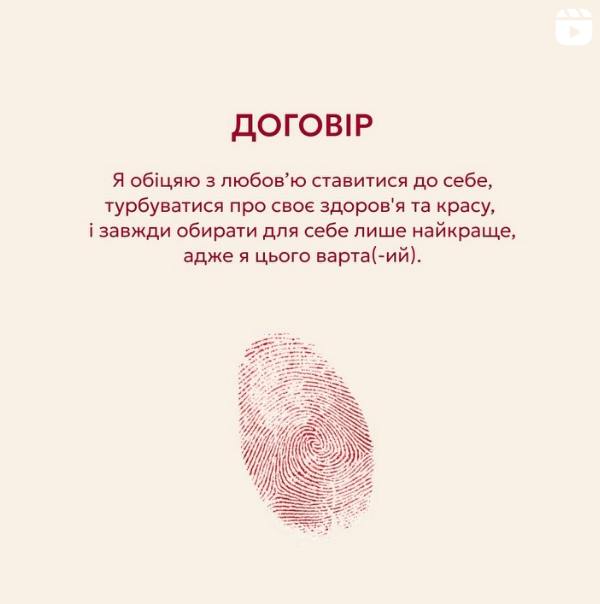 ДОГОВІР
Я обіцяю з любов’ю ставитися до себе,
турбуватися про своє здоров'я та красу,
і завжди обирати для себе лише найкраще,
адже я цього варта(-ий).